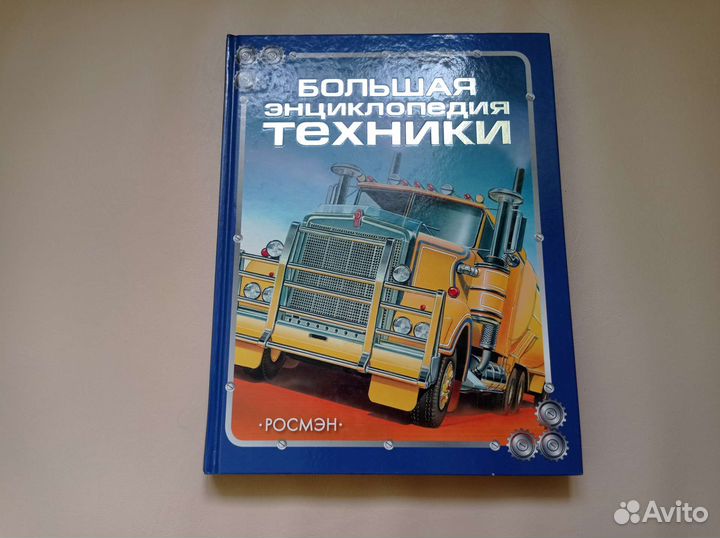 БОЛЬШАЯ
ЭНЦИКЛОПЕДИЯ
ТЕХНИКИ
·РОСМЭН·
Avito